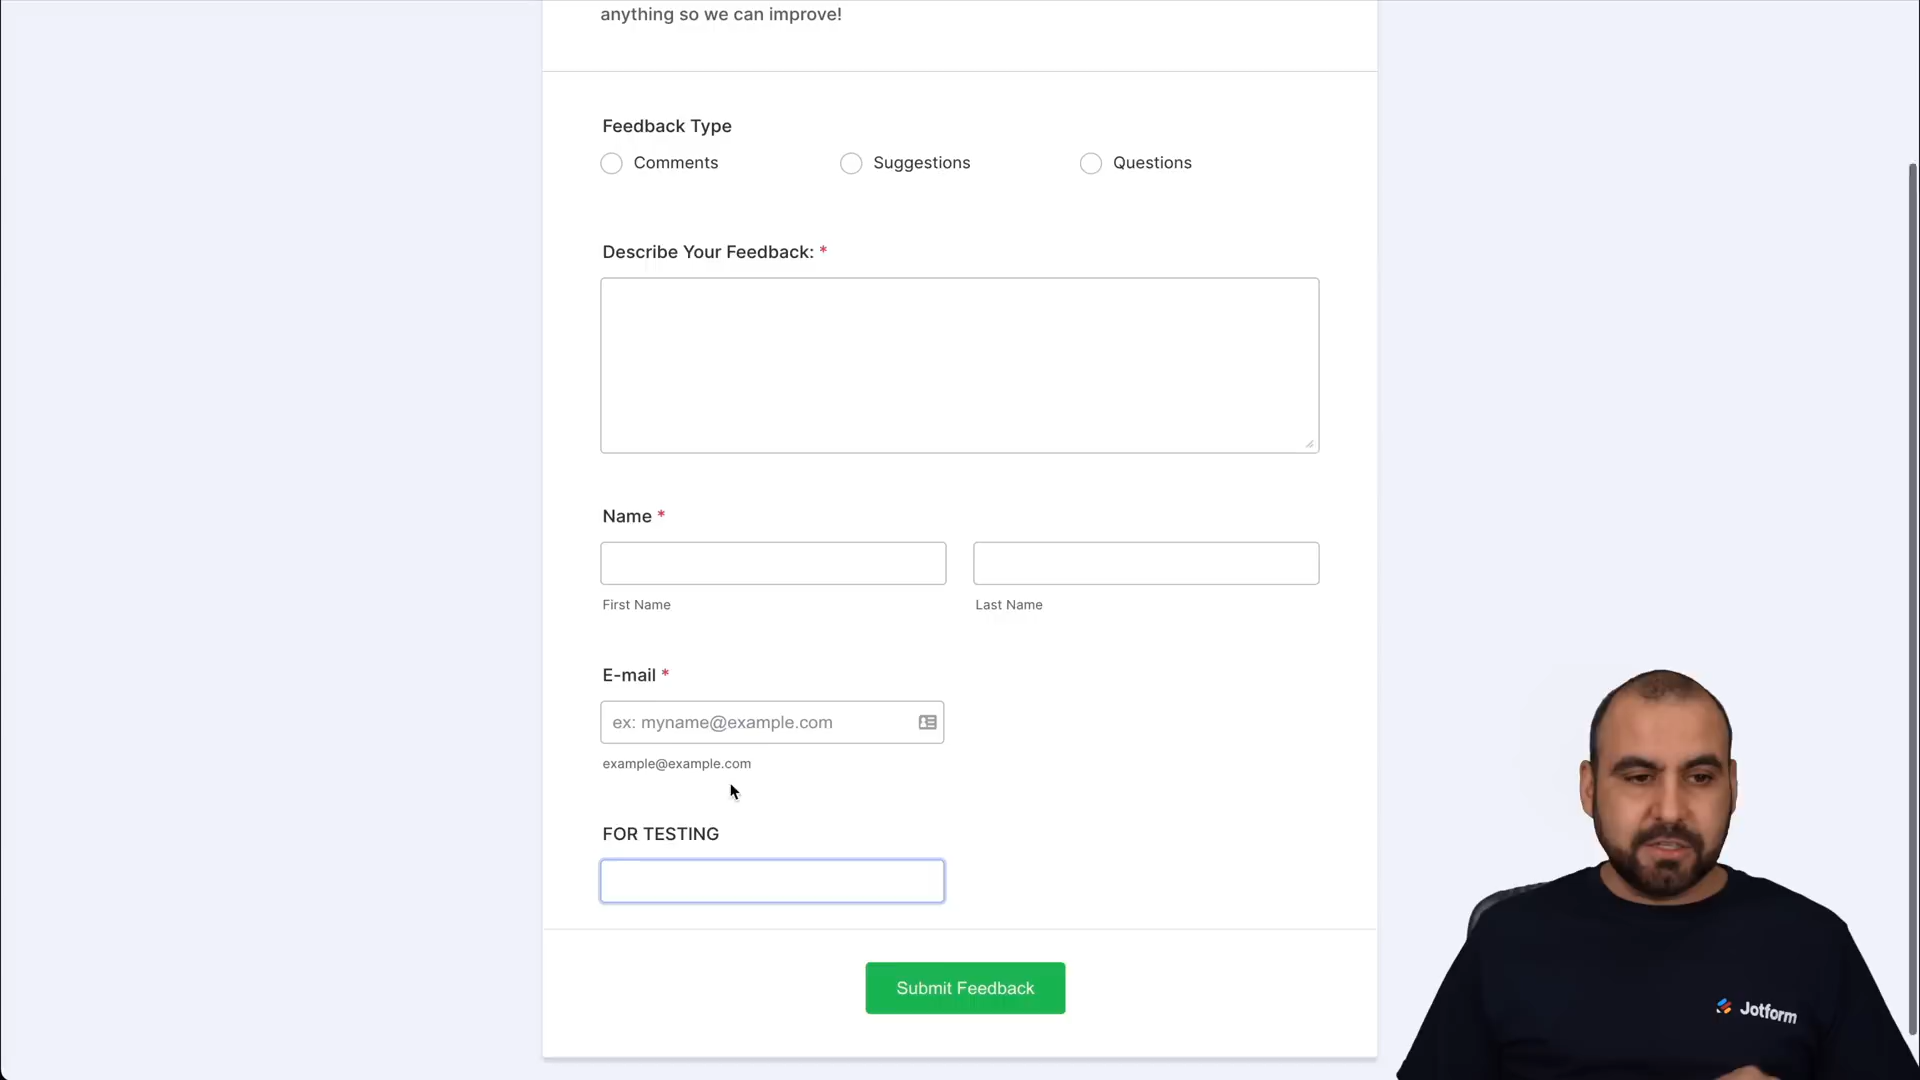 anything so we can improve!
Feedback Type
Comments Suggestions Questions
Describe Your Feedback: *
Name *
First Name Last Name
E-mail *
ex: myname@example.com
example@example.com
FOR TESTING
Submit Feedback
Jotform